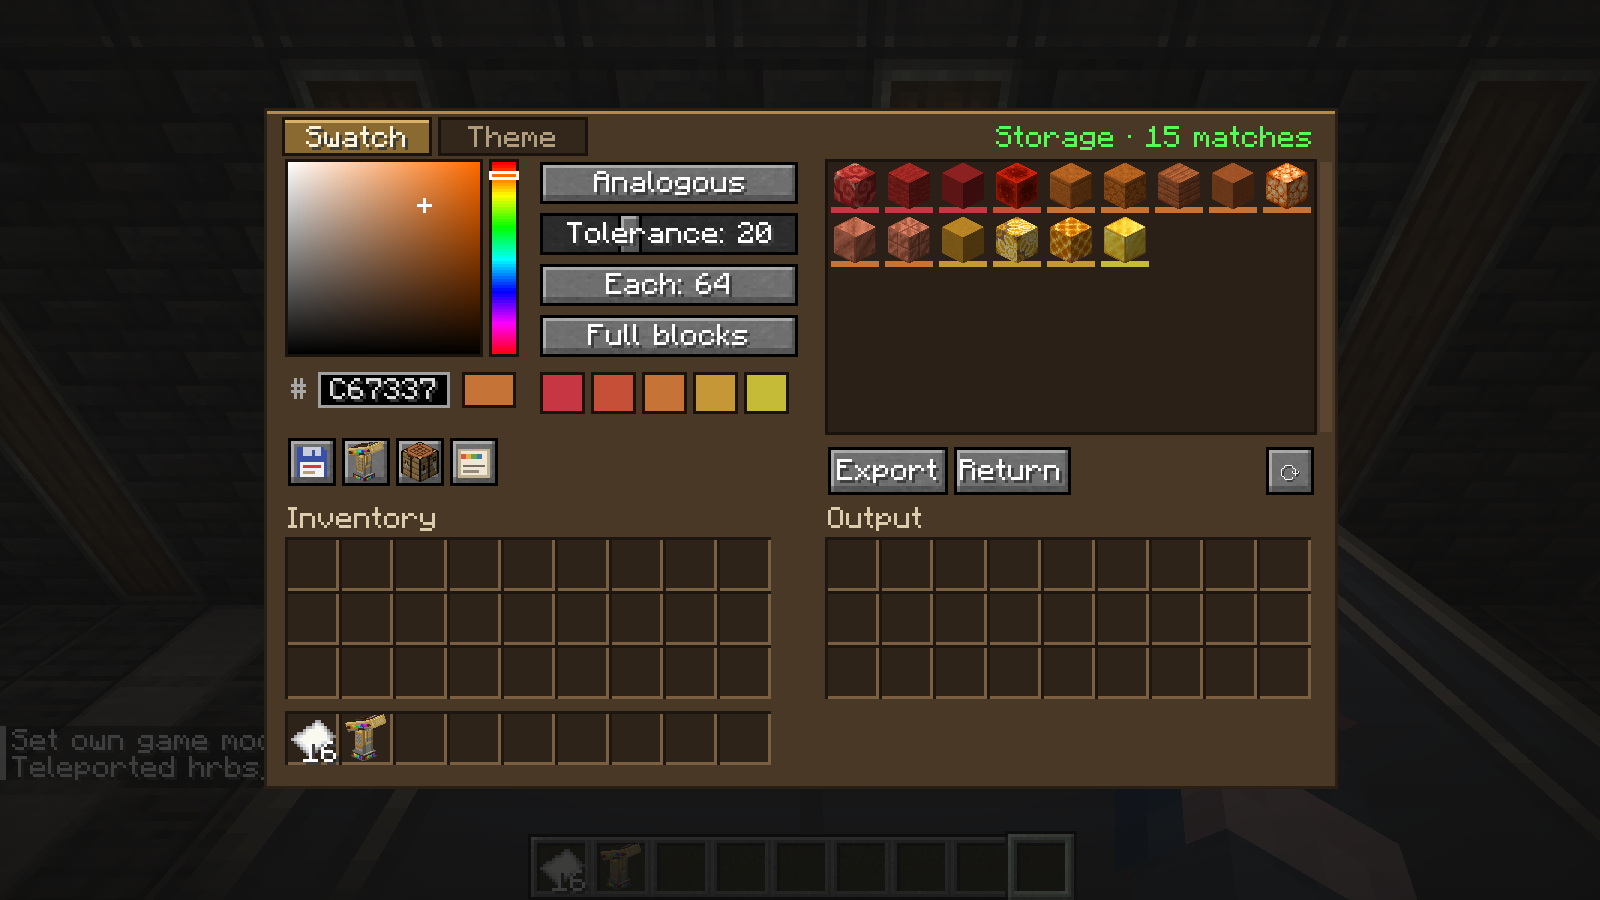 Swatch
Theme
Storage · 15 matches
Analogous
Tolerance: 20
Each: 64
Full blocks
# C67337
Export
Return
Inventory
Output
16
Set own game mod
Teleported hrbs
16